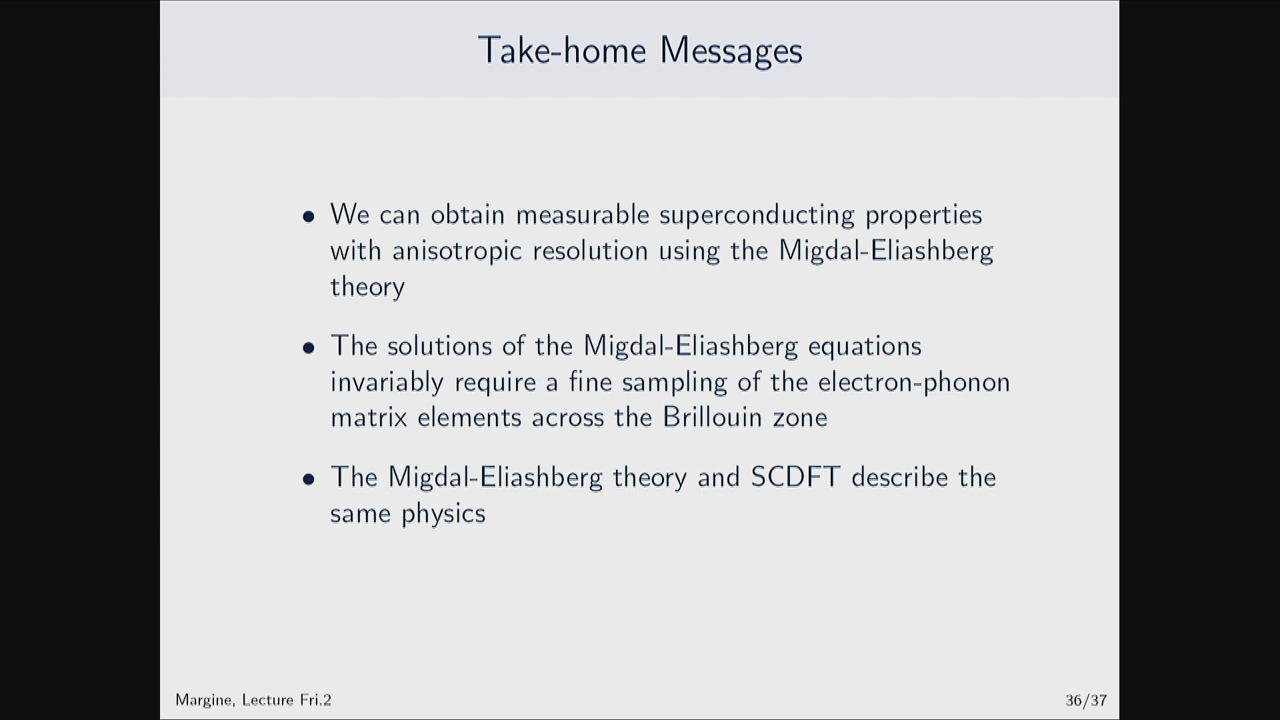 Take-home Messages
• We can obtain measurable superconducting properties
with anisotropic resolution using the Migdal-Eliashberg
theory
• The solutions of the Migdal-Eliashberg equations
invariably require a fine sampling of the electron-phonon
matrix elements across the Brillouin zone
• The Migdal-Eliashberg theory and SCDFT describe the
same physics
Margine, Lecture Fri.2
36/37